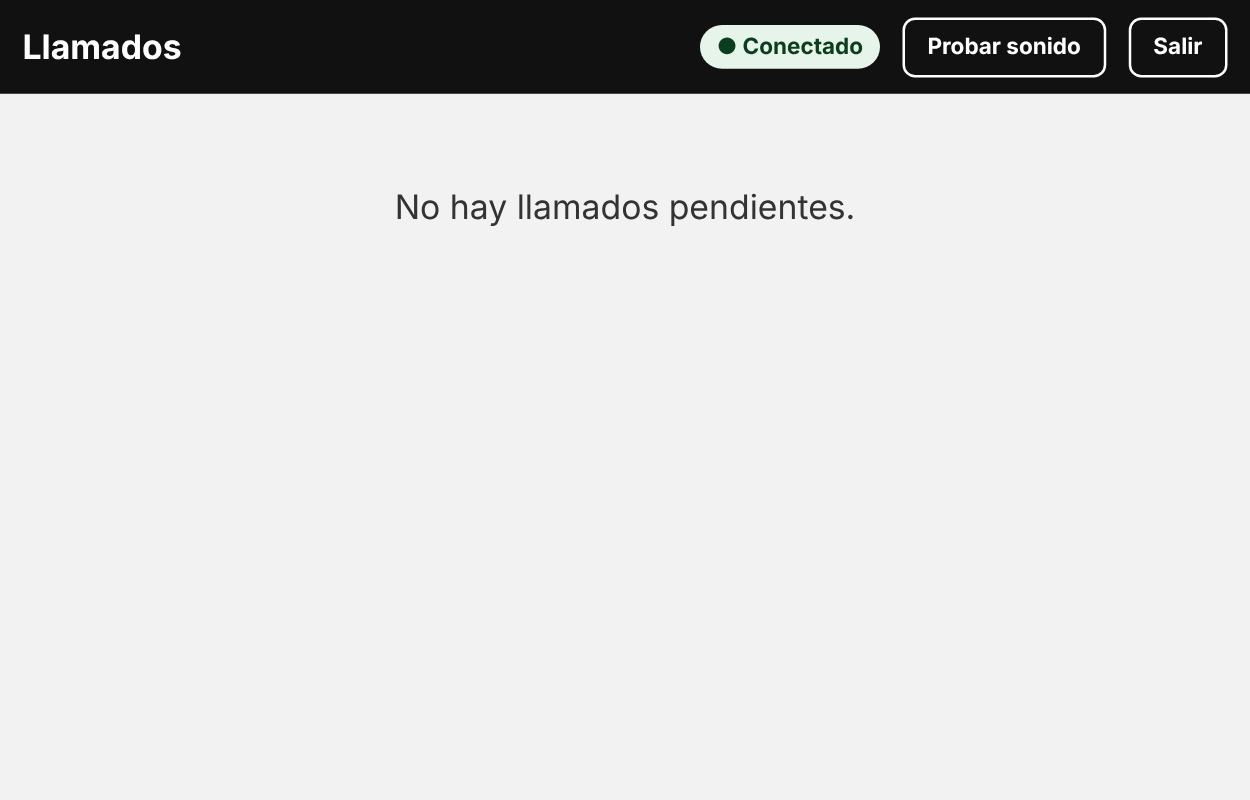 Llamados
Conectado
Probar sonido
Salir
No hay llamados pendientes.